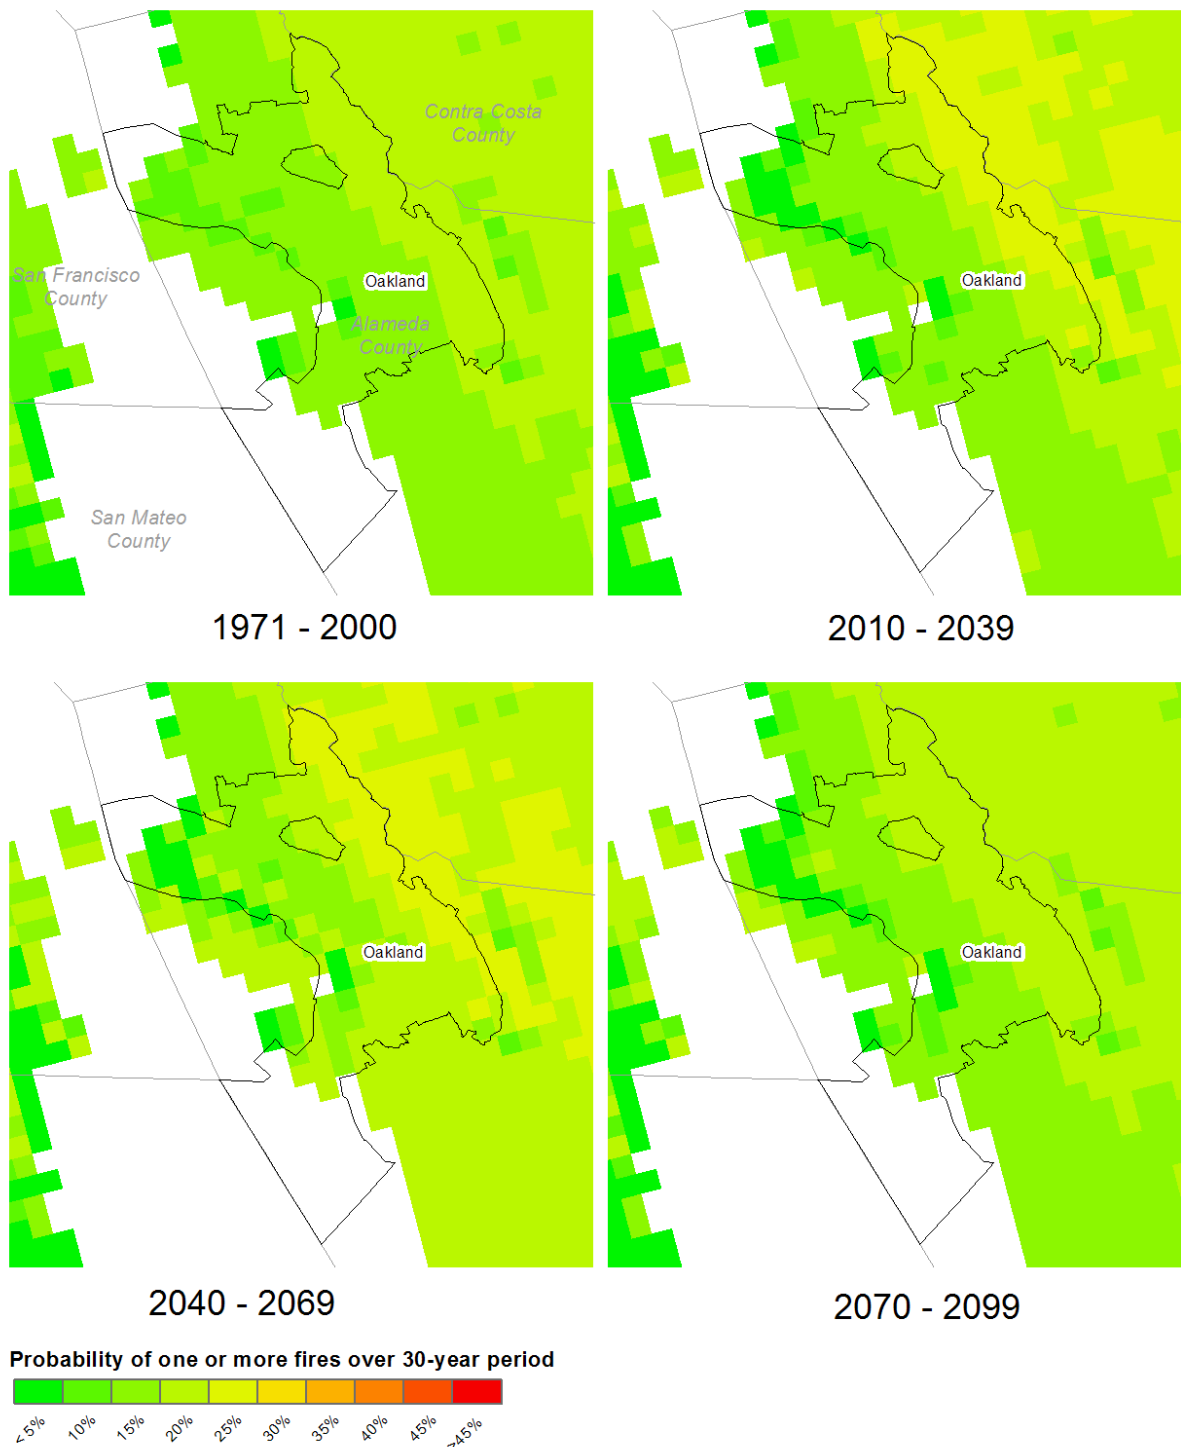 Contra Costa
County
San Francisco
County
Oakland
Alameda
County
San Mateo
County
1971 - 2000
Oakland
2010 - 2039
Oakland
2040 - 2069
Oakland
2070 - 2099
Probability of one or more fires over 30-year period
<5% 10% 15% 20% 25% 30% 35% 40% 45% >45%